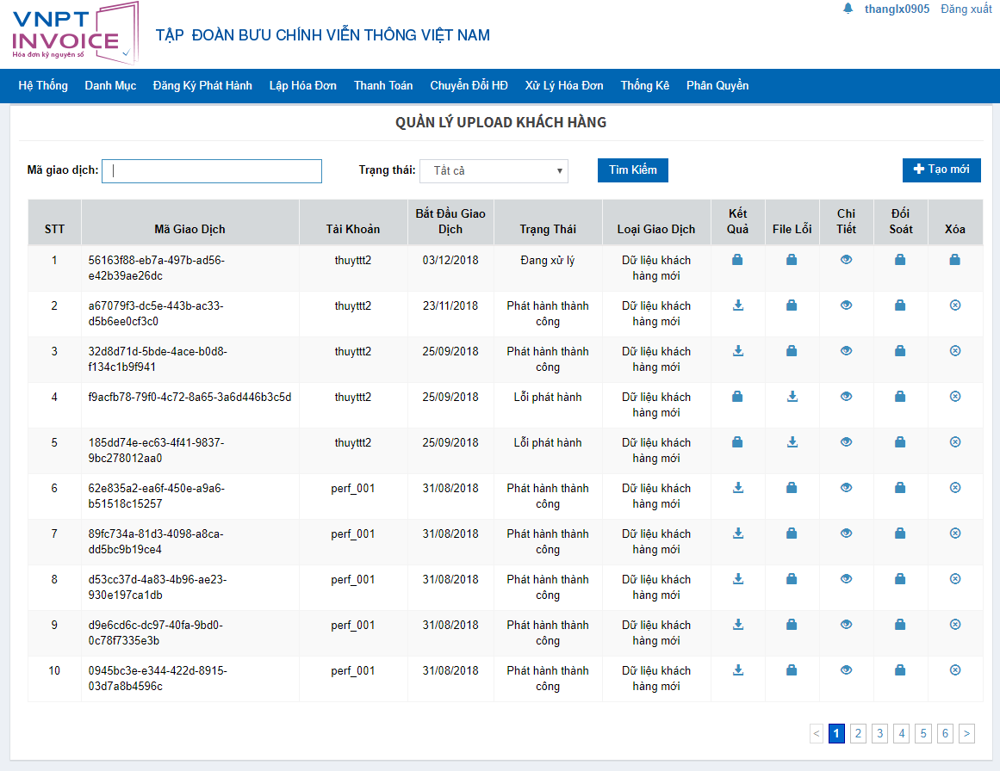 VNPT
INVOICE
Hóa đơn kỷ nguyên số
TẬP ĐOÀN BƯU CHÍNH VIỄN THÔNG VIỆT NAM
thanglx0905 Đăng xuất
Hệ Thống Danh Mục Đăng Ký Phát Hành Lập Hóa Đơn Thanh Toán Chuyển Đổi HĐ Xử Lý Hóa Đơn Thống Kê Phân Quyền
QUẢN LÝ UPLOAD KHÁCH HÀNG
Mã giao dịch: Trạng thái: Tất cả Tìm Kiếm Tạo mới
STT Mã Giao Dịch Tài Khoản Bắt Đầu Giao Dịch Trạng Thái Loại Giao Dịch Kết Quả File Lỗi Chi Tiết Đối Soát Xóa
1 56163f88-eb7a-497b-ad56- thuyttt2 03/12/2018 Đang xử lý Dữ liệu khách
e42b39ae26dc hàng mới
2 a67079f3-dc5e-443b-ac33- thuyttt2 23/11/2018 Phát hành thành Dữ liệu khách
d5b6ee0cf3c0 công hàng mới
3 32d8d71d-5bde-4ace-b0d8- thuyttt2 25/09/2018 Phát hành thành Dữ liệu khách
f134c1b9f941 công hàng mới
4 f9acfb78-79f0-4c72-8a65-3a6d446b3c5d thuyttt2 25/09/2018 Lỗi phát hành Dữ liệu khách
hàng mới
5 185dd74e-ec63-4f41-9837- thuyttt2 25/09/2018 Lỗi phát hành Dữ liệu khách
9bc278012aa0 hàng mới
6 62e835a2-ea6f-450e-a9a6- perf_001 31/08/2018 Phát hành thành Dữ liệu khách
b51518c15257 công hàng mới
7 89fc734a-81d3-4098-a8ca- perf_001 31/08/2018 Phát hành thành Dữ liệu khách
dd5bc9b19ce4 công hàng mới
8 d53cc37d-4a83-4b96-ae23- perf_001 31/08/2018 Phát hành thành Dữ liệu khách
930e197ca1db công hàng mới
9 d9e6cd6c-dc97-40fa-9bd0- perf_001 31/08/2018 Phát hành thành Dữ liệu khách
0c78f7335e3b công hàng mới
10 0945bc3e-e344-422d-8915- perf_001 31/08/2018 Phát hành thành Dữ liệu khách
03d7a8b4596c công hàng mới
< 1 2 3 4 5 6 >